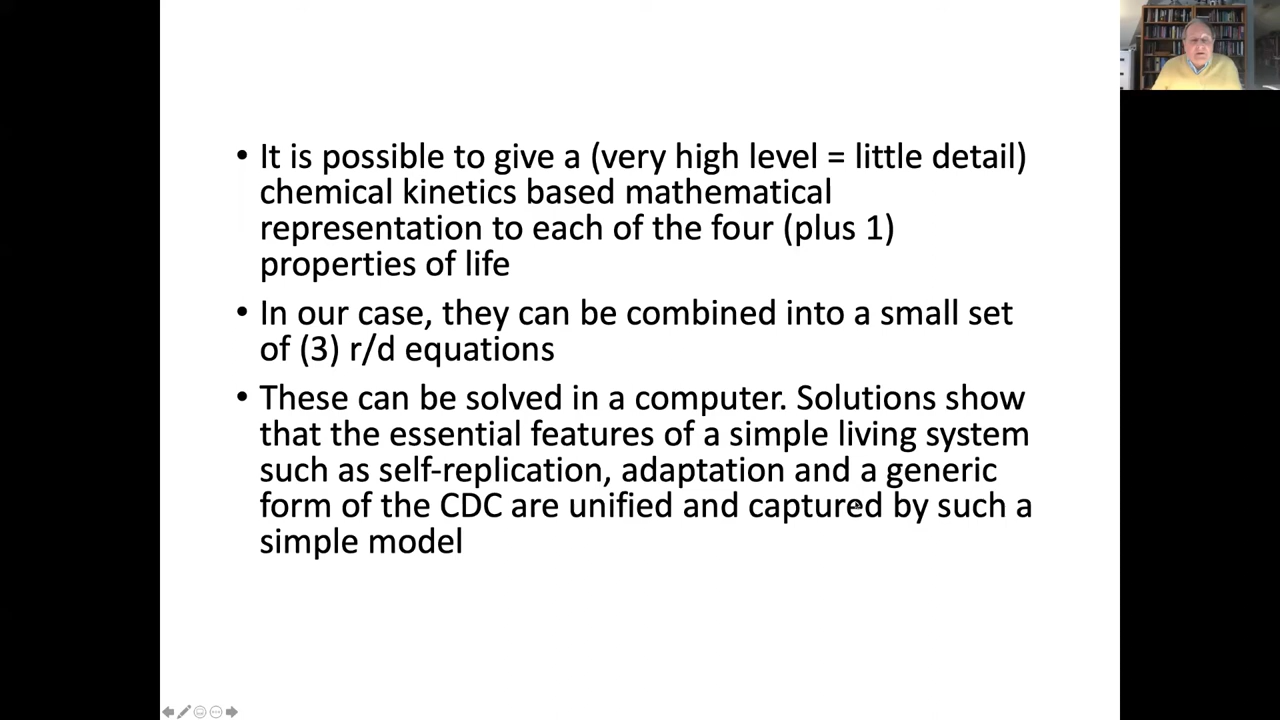 • It is possible to give a (very high level = little detail)
chemical kinetics based mathematical
representation to each of the four (plus 1)
properties of life
• In our case, they can be combined into a small set
of (3) r/d equations
• These can be solved in a computer. Solutions show
that the essential features of a simple living system
such as self-replication, adaptation and a generic
form of the CDC are unified and captured by such a
simple model